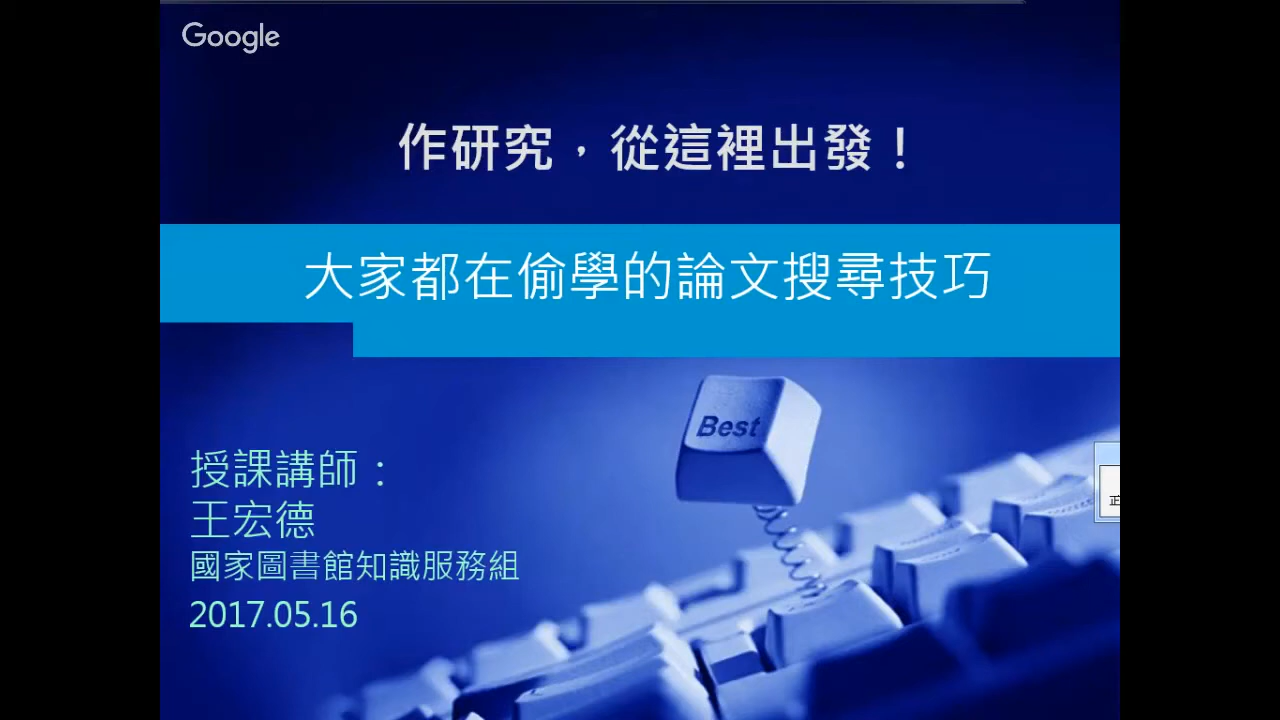 Google
作研究，從這裡出發！
大家都在偷學的論文搜尋技巧
Best
授課講師：
王宏德
國家圖書館知識服務組
2017.05.16
正